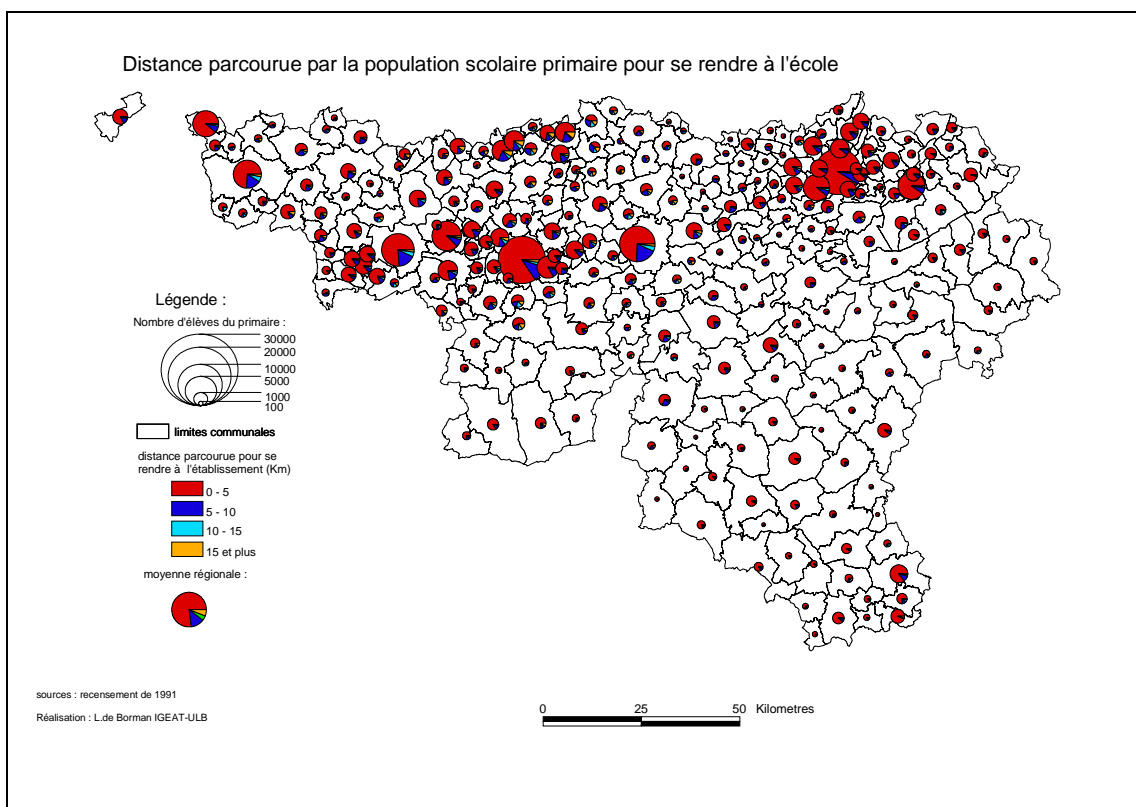 Distance parcourue par la population scolaire primaire pour se rendre à l'école
Légende :
Nombre d'élèves du primaire :
30000
20000
10000
5000
1000
100
limites communales
distance parcourue pour se
rendre à l'établissement (Km)
0 - 5
5 - 10
10 - 15
15 et plus
moyenne régionale :
sources : recensement de 1991
Réalisation : L.de Borman IGEAT-ULB
0 25 50 Kilometres